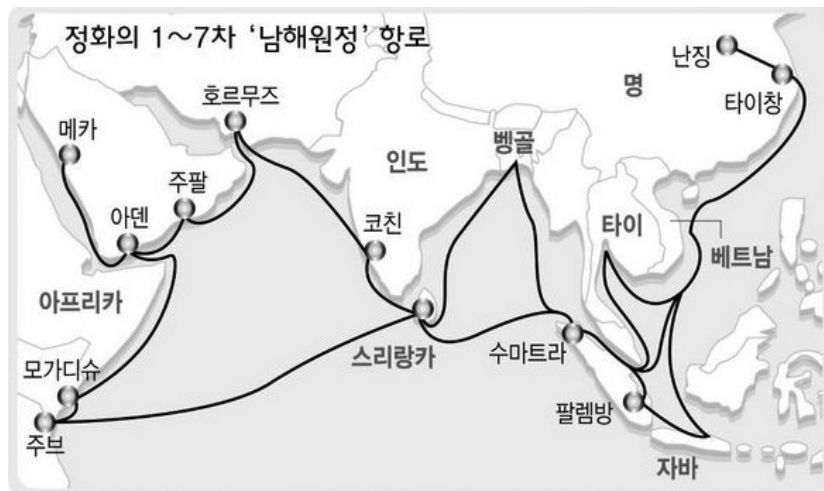 정화의 1～7차 ‘남해원정’ 항로
난징
명
타이창
호르무즈
메카
벵골
인도
주팔
아덴
코친
타이
베트남
아프리카
스리랑카
수마트라
모가디슈
팔렘방
주브
자바